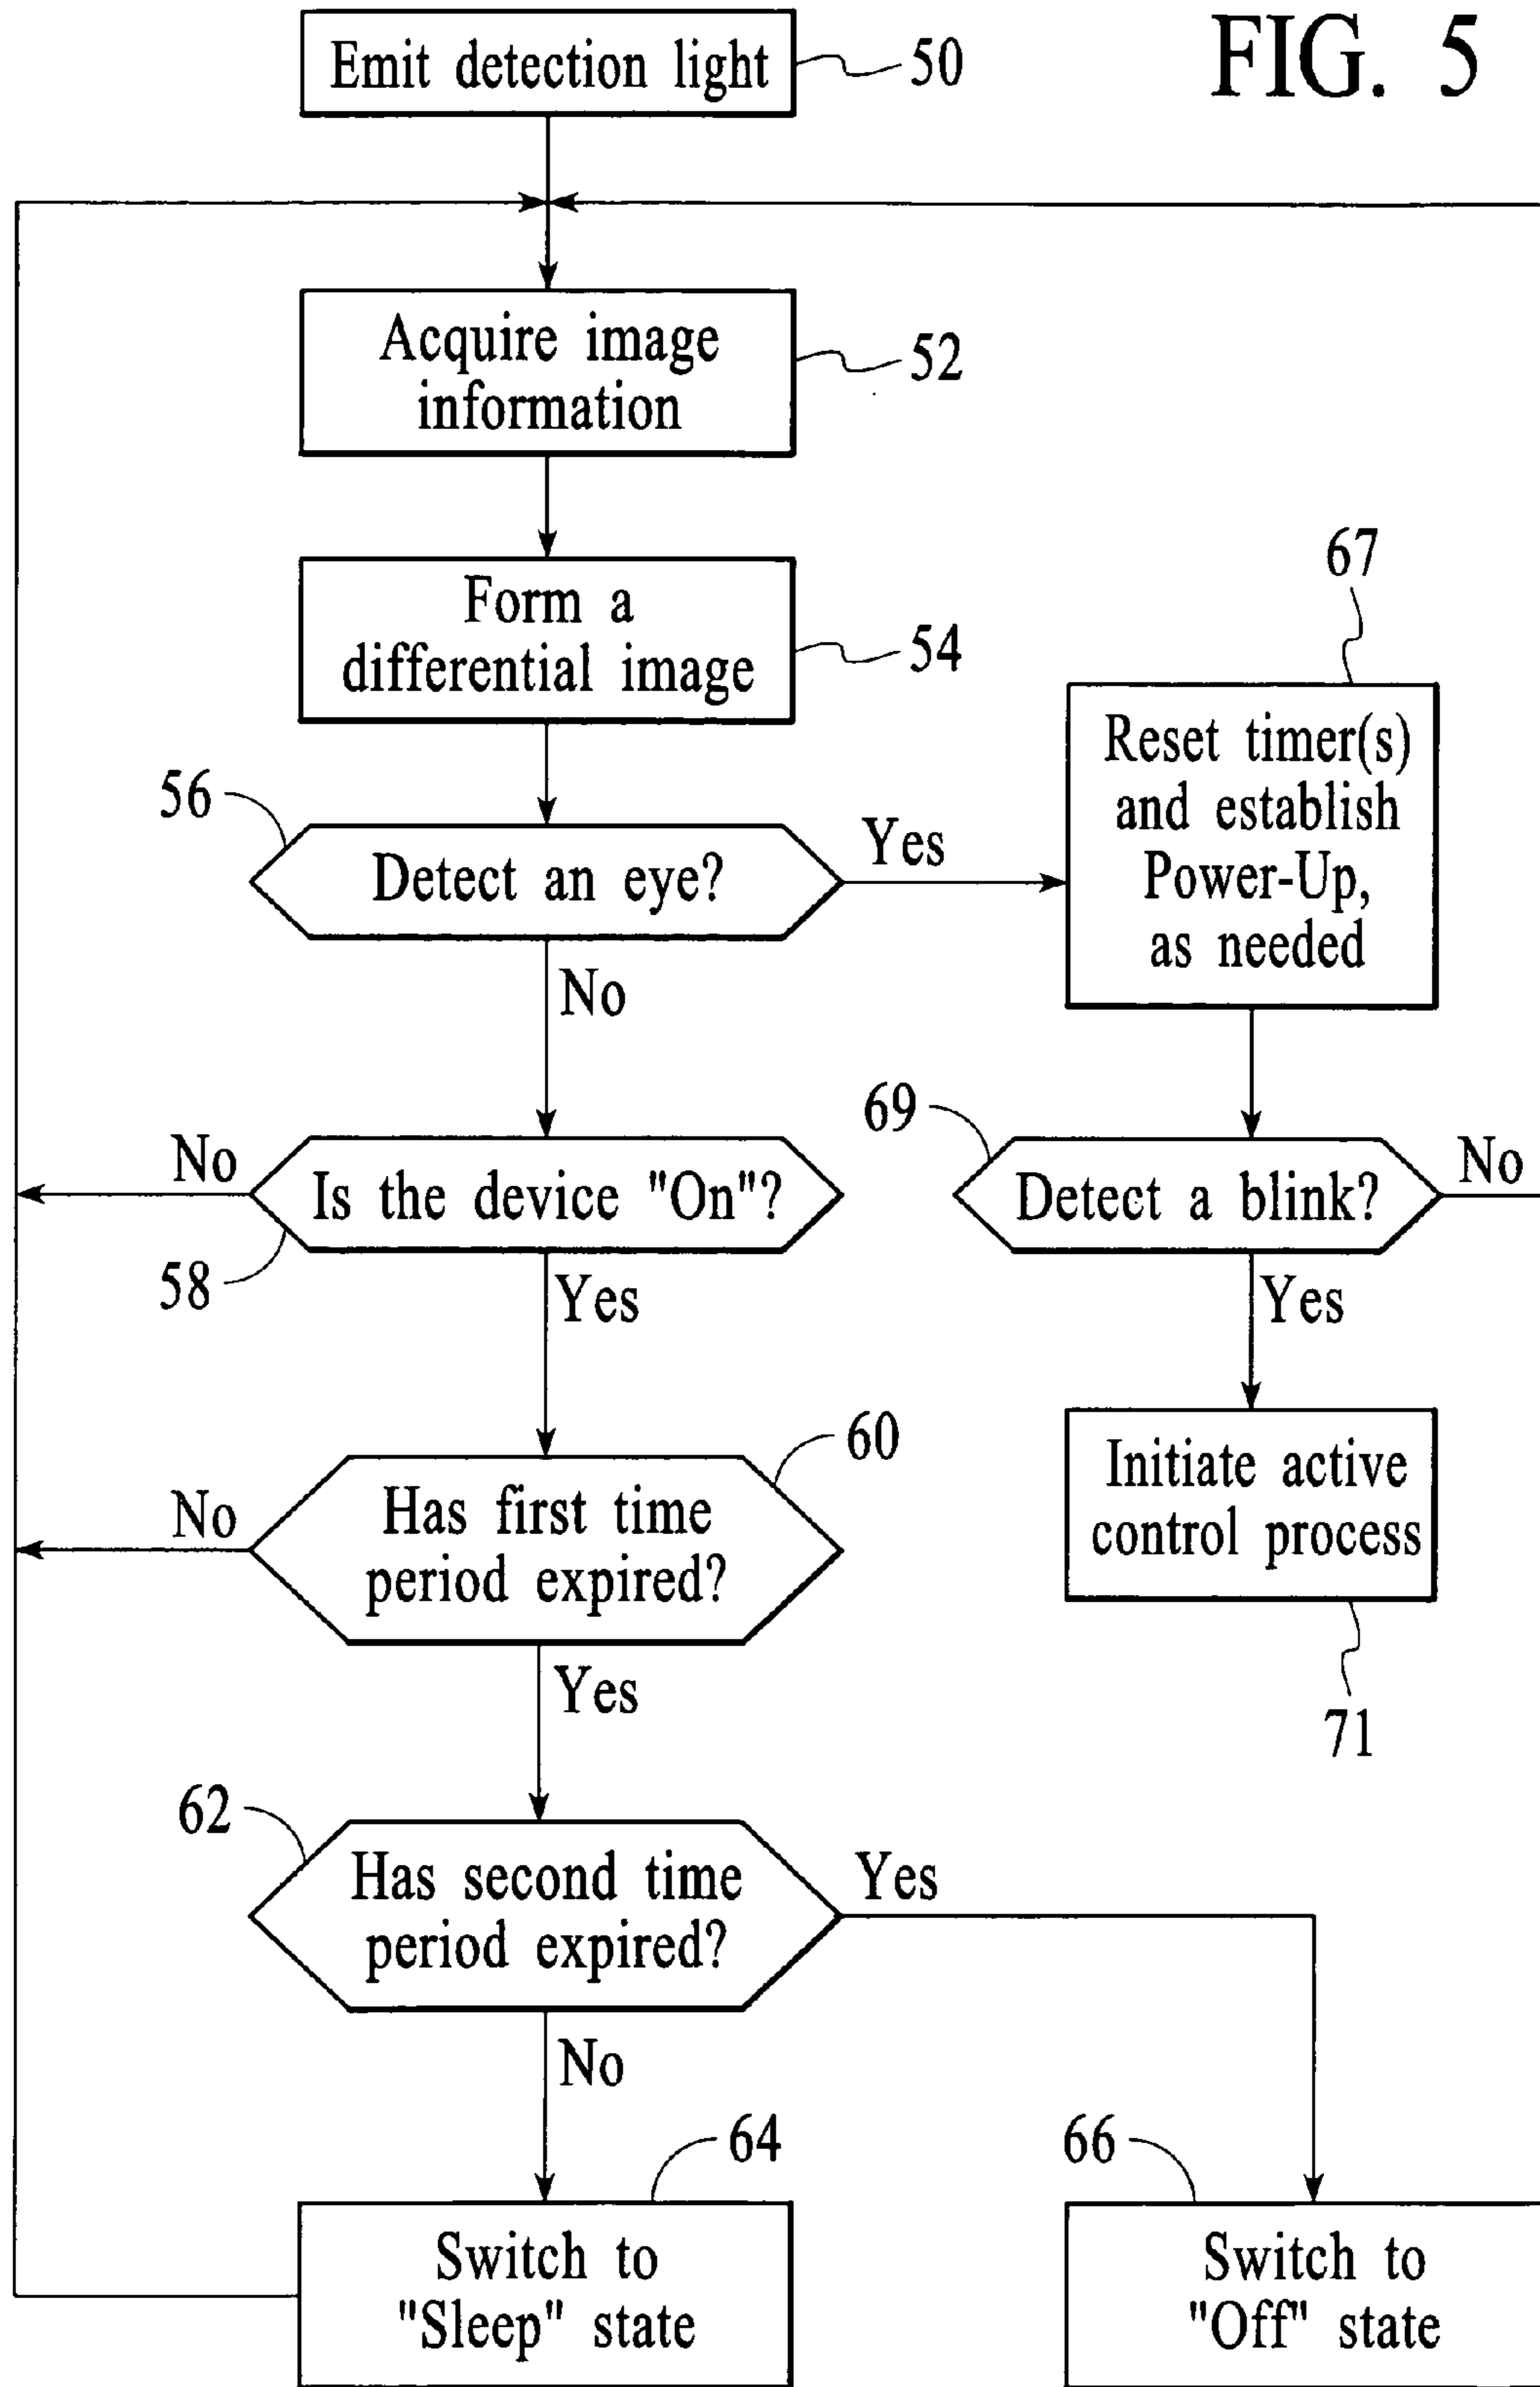 FIG. 5
Emit detection light
50
Acquire image
information
52
Form a
differential image
54
56
Detect an eye?
Yes
No
67
Reset timer(s)
and establish
Power-Up,
as needed
No
Is the device "On"?
58
Yes
69
Detect a blink?
No
Yes
60
No
Has first time
period expired?
Yes
Initiate active
control process
71
62
Has second time
period expired?
Yes
No
64
Switch to
"Sleep" state
66
Switch to
"Off" state